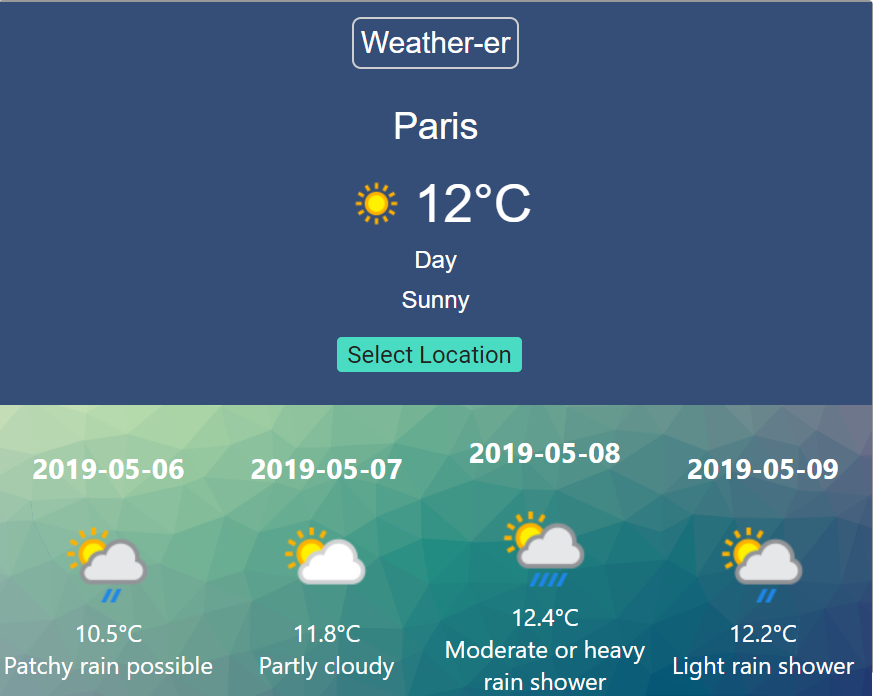 Weather-er
Paris
12°C
Day
Sunny
Select Location
2019-05-06
10.5°C
Patchy rain possible
2019-05-07
11.8°C
Partly cloudy
2019-05-08
12.4°C
Moderate or heavy
rain shower
2019-05-09
12.2°C
Light rain shower